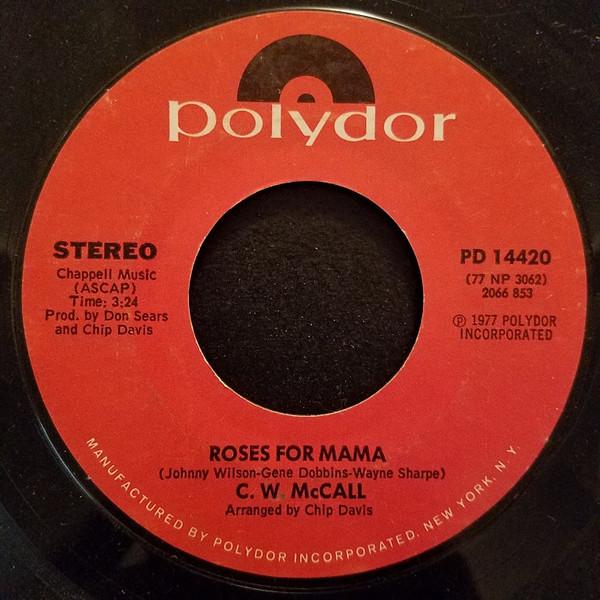 polydor
STEREO
Chappell Music
(ASCAP)
Time: 3:24
Prod. by Don Sears
and Chip Davis
PD 14420
(77 NP 3062)
2066 853
℗ 1977 POLYDOR
INCORPORATED
ROSES FOR MAMA
(Johnny Wilson-Gene Dobbins-Wayne Sharpe)
C. W. McCALL
Arranged by Chip Davis
MANUFACTURED BY POLYDOR INCORPORATED, NEW YORK, N. Y.